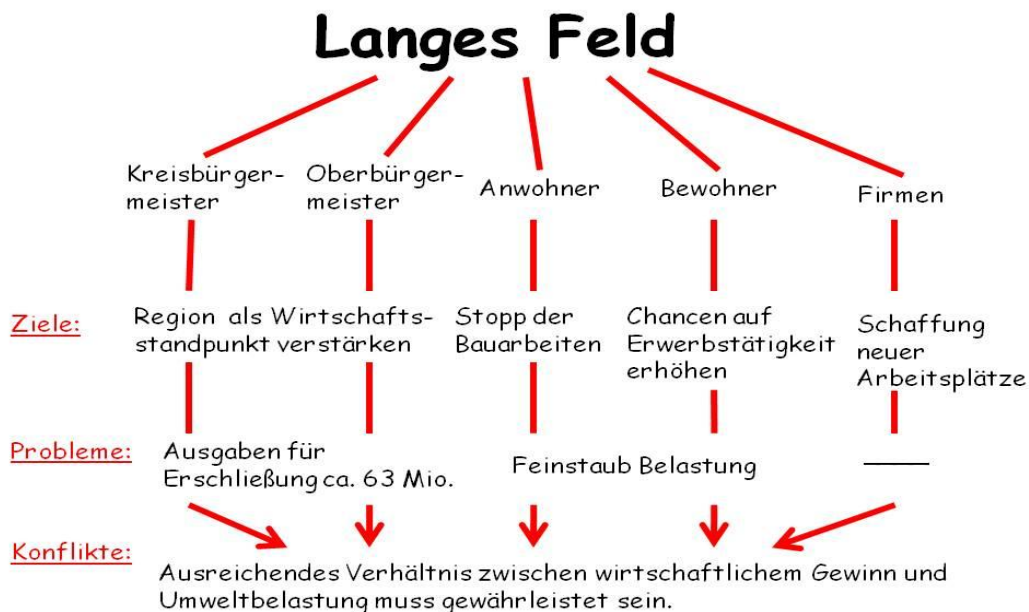 Langes Feld
Kreisbürger-
meister
Oberbürger-
meister
Anwohner
Bewohner
Firmen
Ziele:
Region als Wirtschafts-
standpunkt verstärken
Stopp der
Bauarbeiten
Chancen auf
Erwerbstätigkeit
erhöhen
Schaffung
neuer
Arbeitsplätze
Probleme:
Ausgaben für
Erschließung ca. 63 Mio.
Feinstaub Belastung
Konflikte:
Ausreichendes Verhältnis zwischen wirtschaftlichem Gewinn und
Umweltbelastung muss gewährleistet sein.